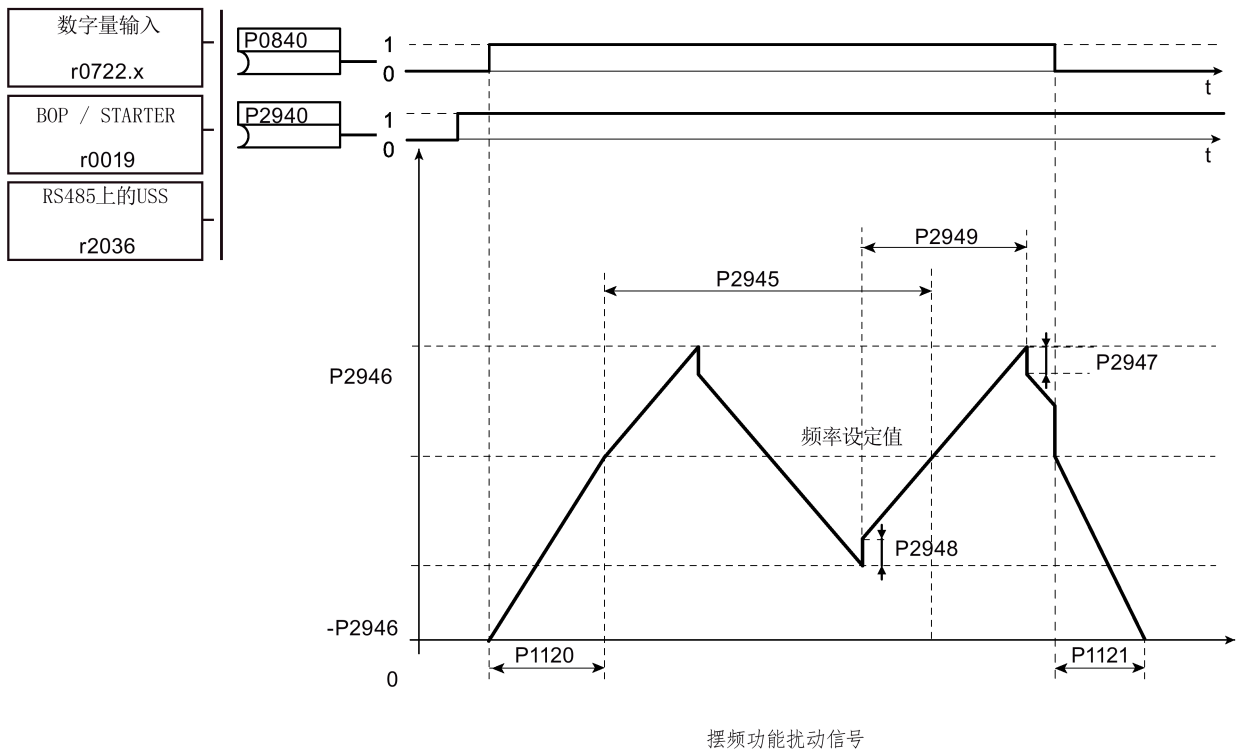 数字量输入
r0722.x
BOP / STARTER
r0019
RS485上的USS
r2036
P0840
1
0
t
P2940
1
0
t
P2949
P2945
P2946
P2947
频率设定值
P2948
-P2946
P1120
P1121
0
摆频功能扰动信号